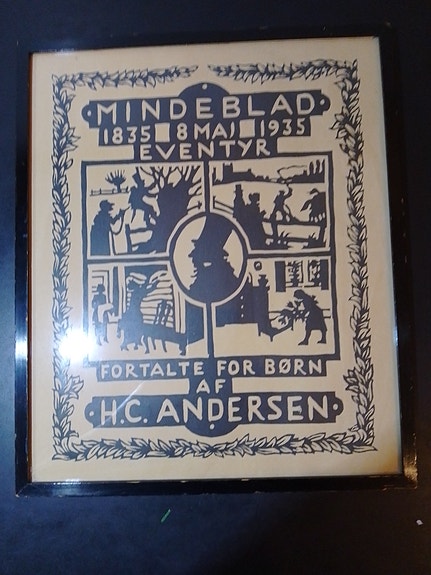 MINDEBLAD
1835 8 MAJ 1935
EVENTYR
FORTALTE FOR BØRN
AF
H.C. ANDERSEN